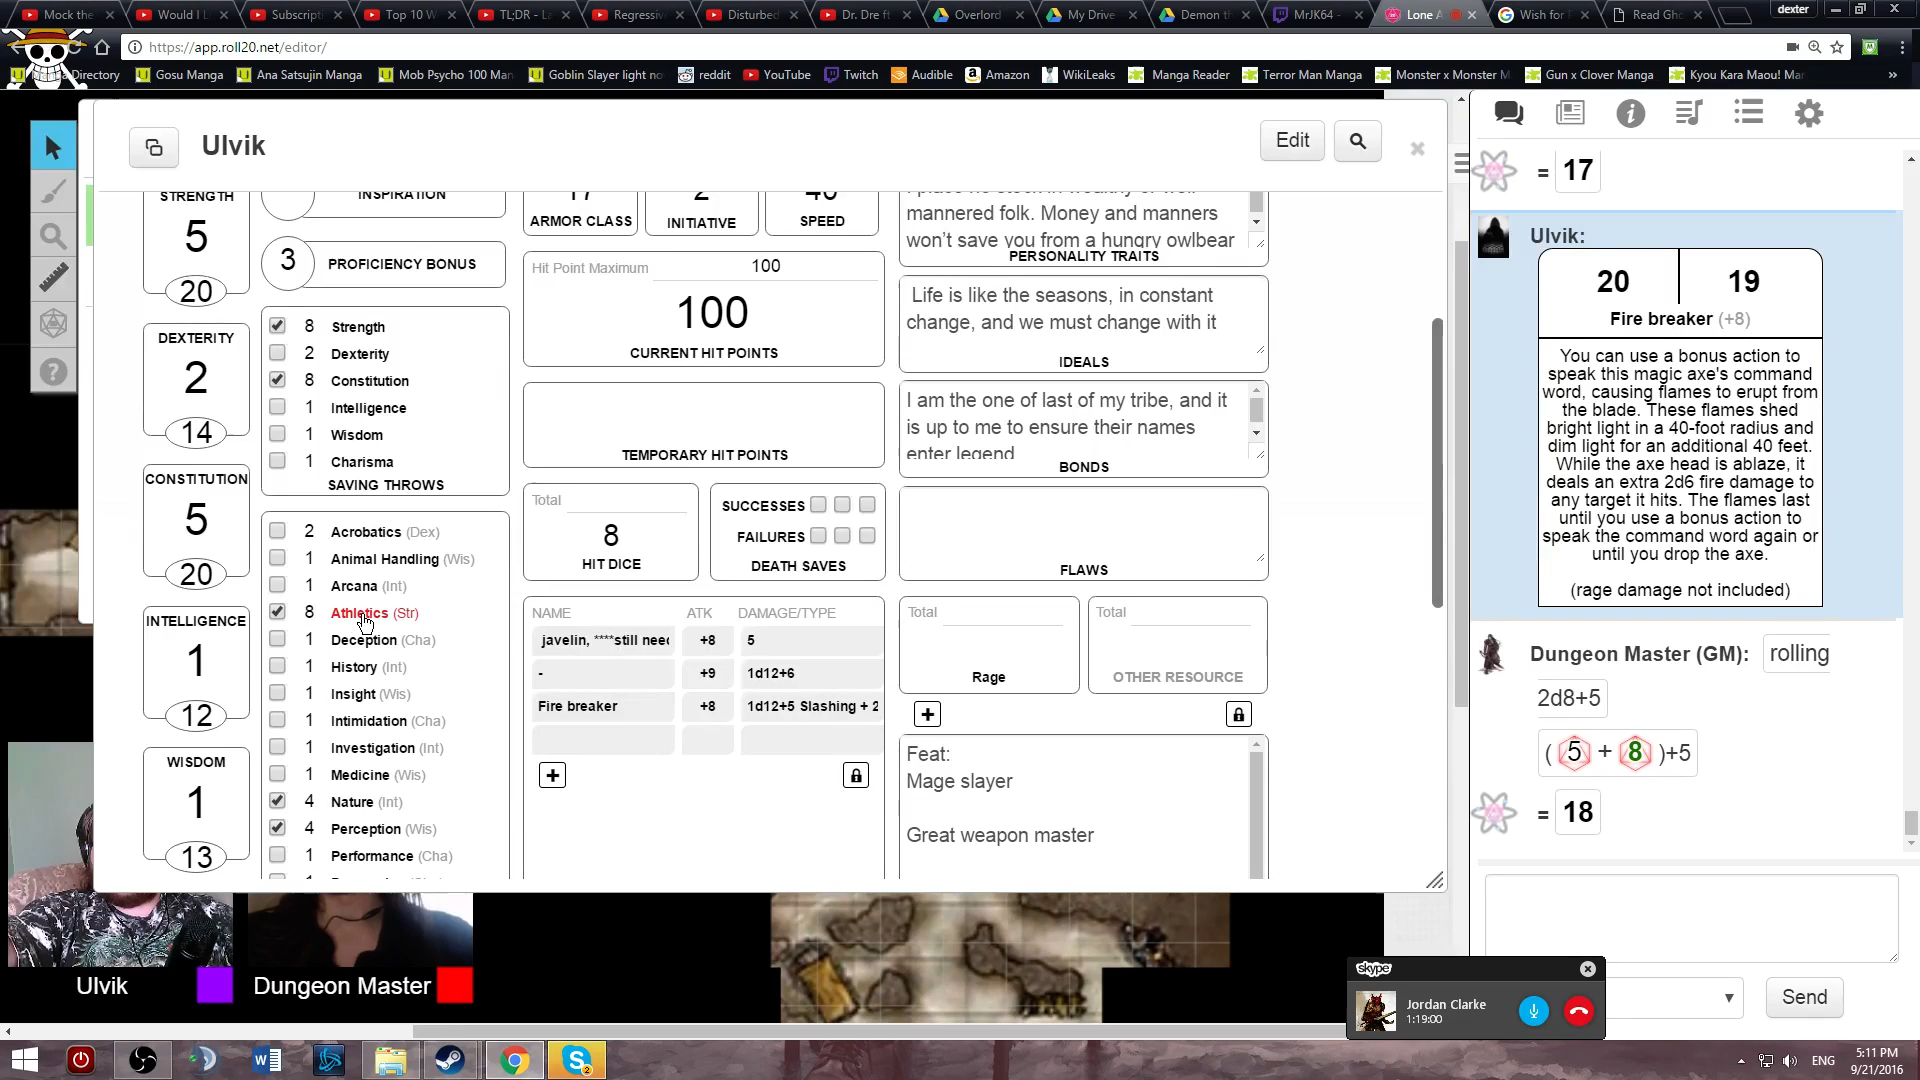 Mock the
Would I L
Subscripti
Top 10 W
TL;DR - La
Regressive
Disturbed
Dr. Dre ft
Overlord
My Drive
Demon th
MrJK64 -
Lone A
Wish for P
Read Gho
dexter
https://app.roll20.net/editor/
Directory
Gosu Manga
Ana Satsujin Manga
Mob Psycho 100 Man
Goblin Slayer light no
reddit
YouTube
Twitch
Audible
Amazon
WikiLeaks
Manga Reader
Terror Man Manga
Monster x Monster M
Gun x Clover Manga
Kyou Kara Maou! Man
»
Ulvik
Edit
STRENGTH
5
20
DEXTERITY
2
14
CONSTITUTION
5
20
INTELLIGENCE
1
12
WISDOM
1
13
INSPIRATION
3 PROFICIENCY BONUS
8 Strength
2 Dexterity
8 Constitution
1 Intelligence
1 Wisdom
1 Charisma
SAVING THROWS
2 Acrobatics (Dex)
1 Animal Handling (Wis)
1 Arcana (Int)
8 Athletics (Str)
1 Deception (Cha)
1 History (Int)
1 Insight (Wis)
1 Intimidation (Cha)
1 Investigation (Int)
1 Medicine (Wis)
4 Nature (Int)
4 Perception (Wis)
1 Performance (Cha)
17 2 40
ARMOR CLASS INITIATIVE SPEED
Hit Point Maximum 100
100
CURRENT HIT POINTS
TEMPORARY HIT POINTS
Total
8
HIT DICE
SUCCESSES
FAILURES
DEATH SAVES
NAME ATK DAMAGE/TYPE
javelin, ****still need +8 5
- +9 1d12+6
Fire breaker +8 1d12+5 Slashing + 2
mannered folk. Money and manners
won't save you from a hungry owlbear
PERSONALITY TRAITS
Life is like the seasons, in constant
change, and we must change with it
IDEALS
I am the one of last of my tribe, and it
is up to me to ensure their names
enter legend
BONDS
FLAWS
Total
Rage
Total
OTHER RESOURCE
Feat:
Mage slayer
Great weapon master
= 17
Ulvik:
20 19
Fire breaker (+8)
You can use a bonus action to
speak this magic axe's command
word, causing flames to erupt from
the blade. These flames shed
bright light in a 40-foot radius and
dim light for an additional 40 feet.
While the axe head is ablaze, it
deals an extra 2d6 fire damage to
any target it hits. The flames last
until you use a bonus action to
speak the command word again or
until you drop the axe.
(rage damage not included)
Dungeon Master (GM): rolling
2d8+5
(5 + 8)+5
= 18
Send
Ulvik
Dungeon Master
skype
Jordan Clarke
1:19:00
ENG
5:11 PM
9/21/2016